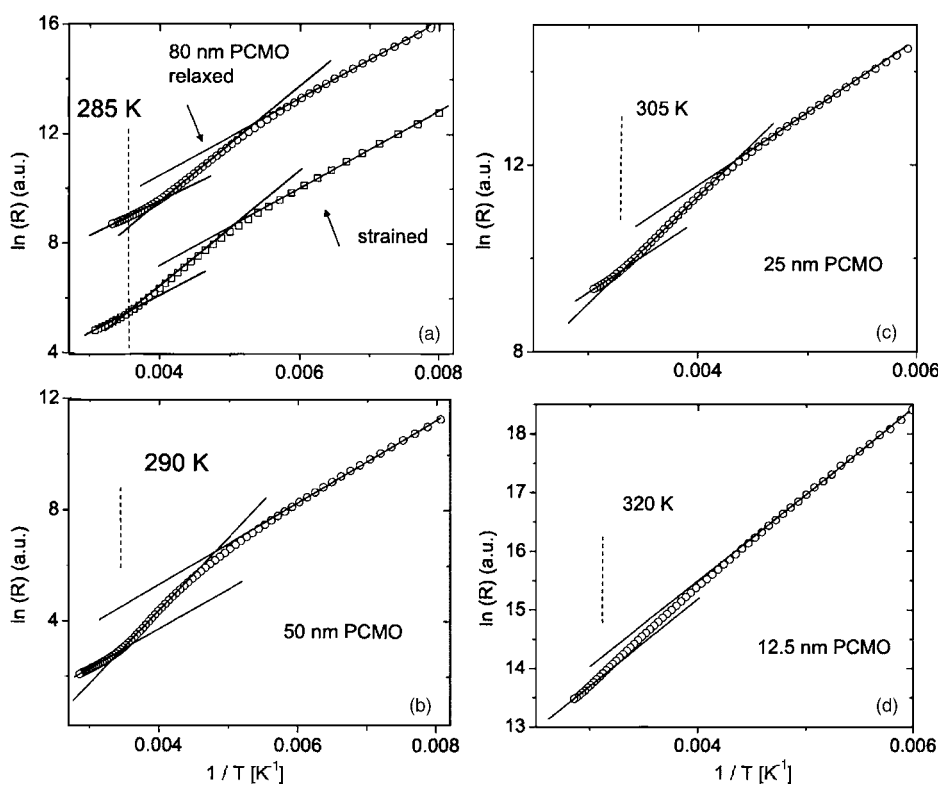 16
12
8
4
ln (R) (a.u.)
80 nm PCMO
relaxed
285 K
strained
(a)
0.004
0.006
0.008
12
8
4
ln (R) (a.u.)
290 K
50 nm PCMO
(b)
0.004
0.006
0.008
1 / T [K⁻¹]
12
8
ln (R) (a.u.)
305 K
25 nm PCMO
(c)
0.004
0.006
18
17
16
15
14
13
ln (R) (a.u.)
320 K
12.5 nm PCMO
(d)
0.004
0.006
1 / T [K⁻¹]